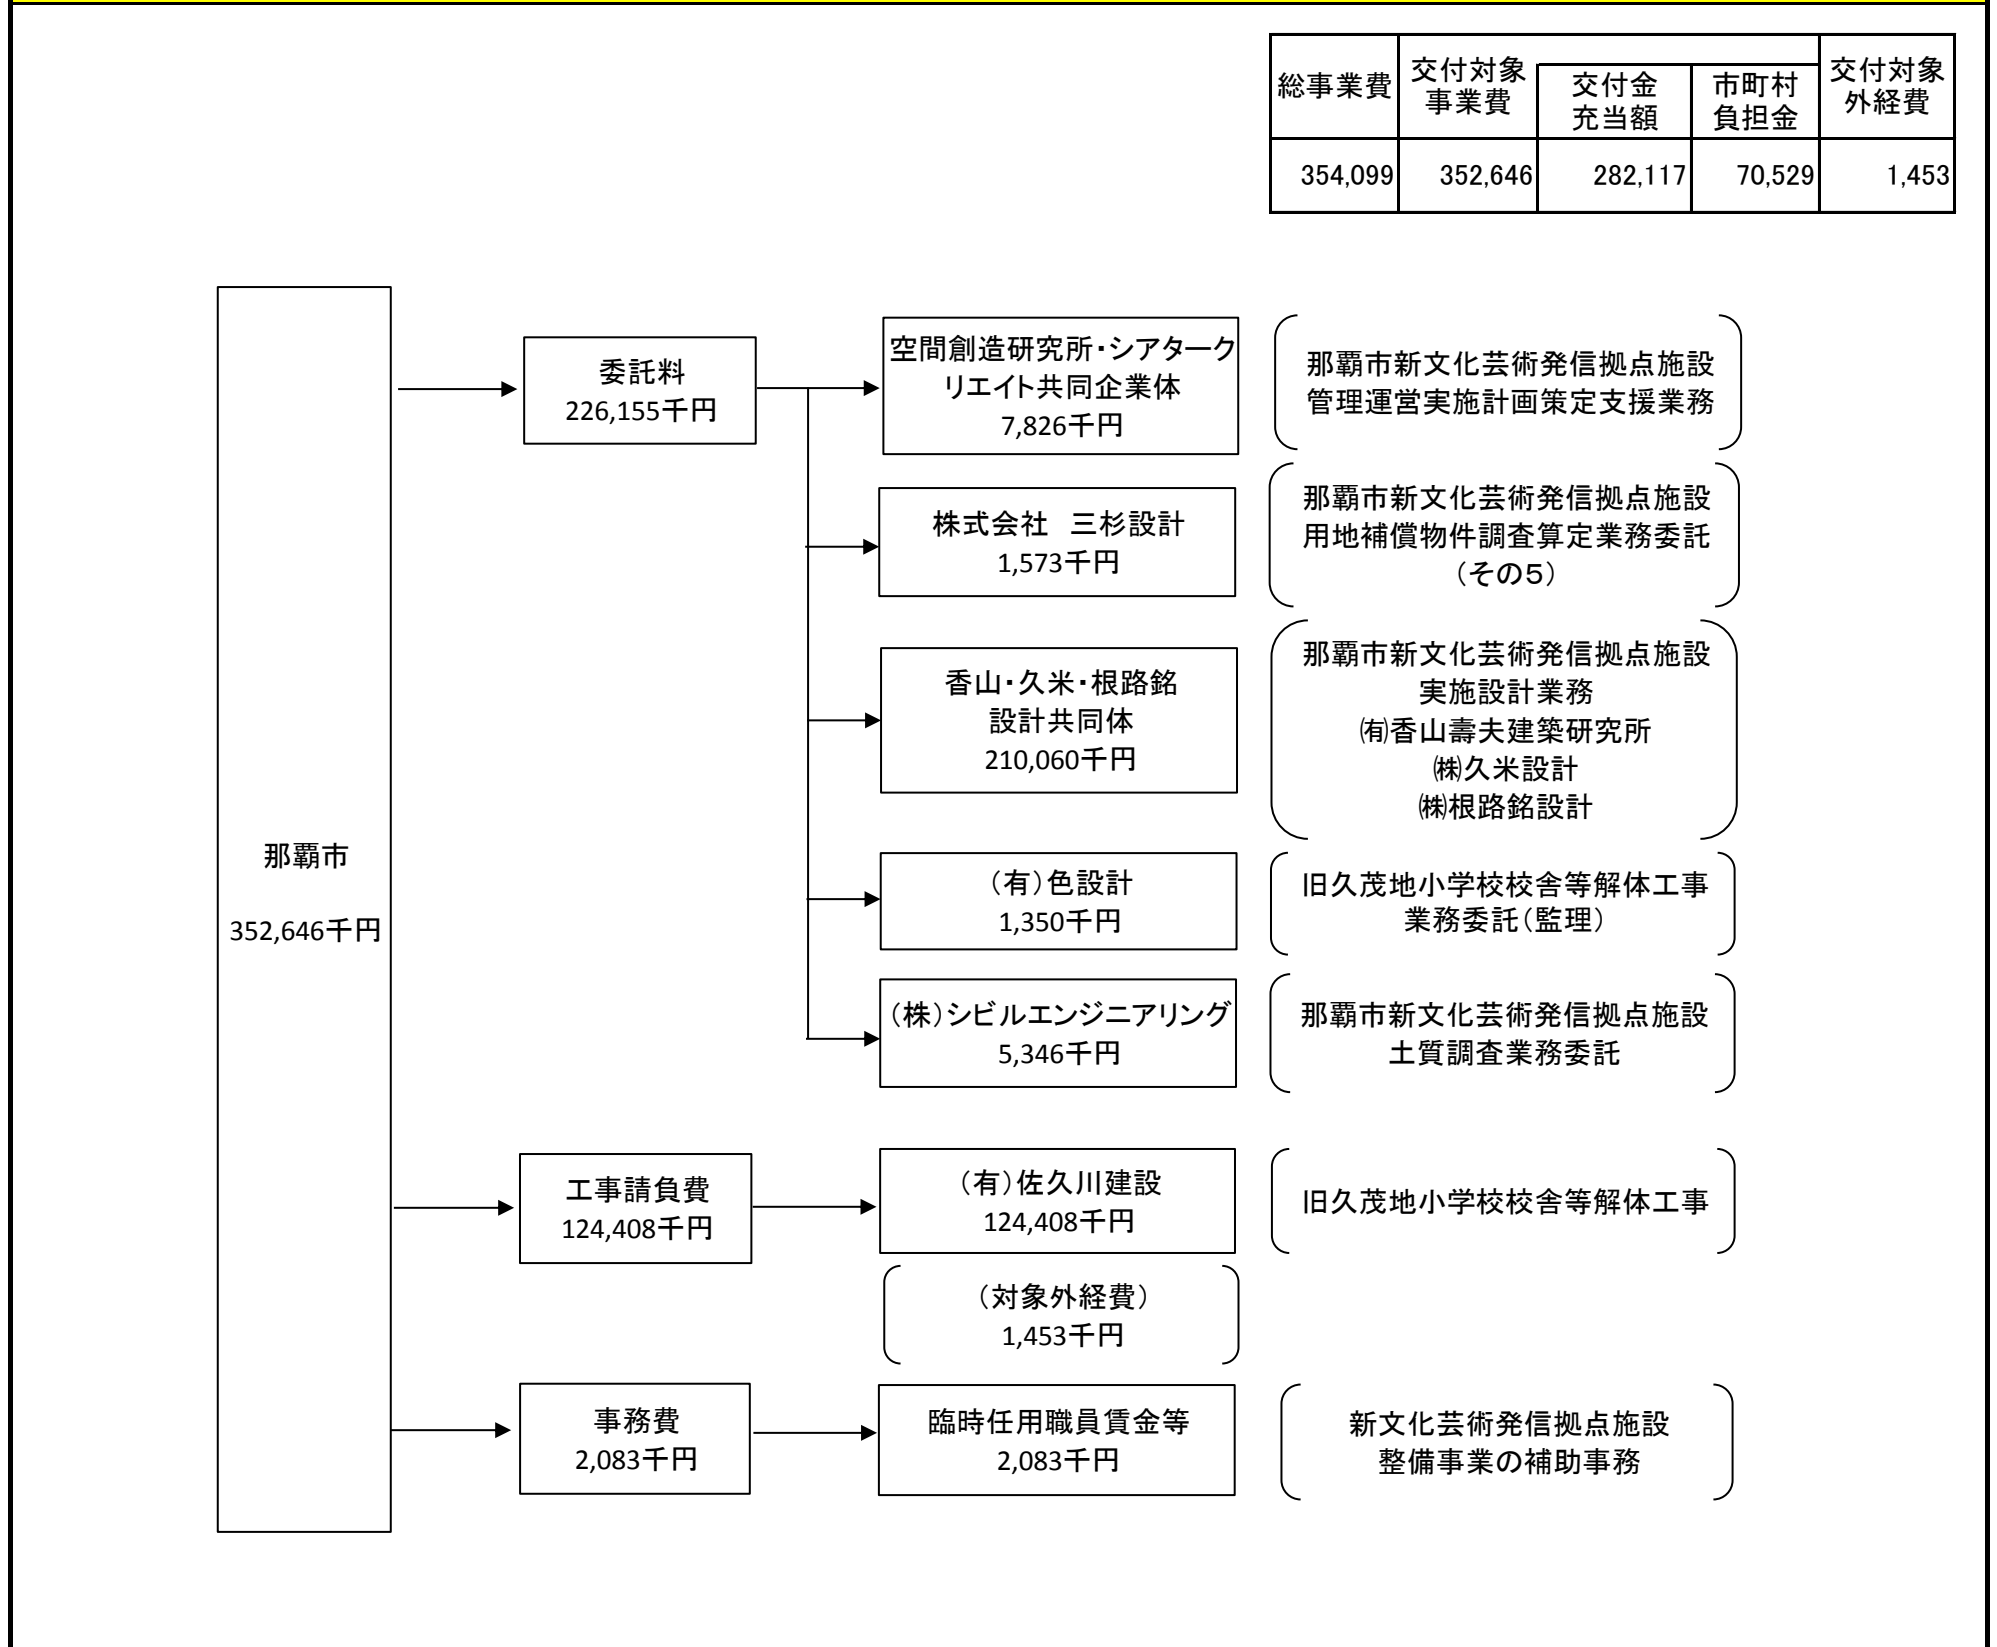 総事業費
交付対象
事業費
交付金
充当額
市町村
負担金
交付対象
外経費
354,099 352,646 282,117 70,529 1,453
那覇市
352,646千円
委託料
226,155千円
空間創造研究所・シアターク
リエイト共同企業体
7,826千円
那覇市新文化芸術発信拠点施設
管理運営実施計画策定支援業務
株式会社　三杉設計
1,573千円
那覇市新文化芸術発信拠点施設
用地補償物件調査算定業務委託
（その５）
香山・久米・根路銘
設計共同体
210,060千円
那覇市新文化芸術発信拠点施設
実施設計業務
㈲香山壽夫建築研究所
㈱久米設計
㈱根路銘設計
（有）色設計
1,350千円
旧久茂地小学校校舎等解体工事
業務委託（監理）
（株）シビルエンジニアリング
5,346千円
那覇市新文化芸術発信拠点施設
土質調査業務委託
工事請負費
124,408千円
（有）佐久川建設
124,408千円
旧久茂地小学校校舎等解体工事
（対象外経費）
1,453千円
事務費
2,083千円
臨時任用職員賃金等
2,083千円
新文化芸術発信拠点施設
整備事業の補助事務